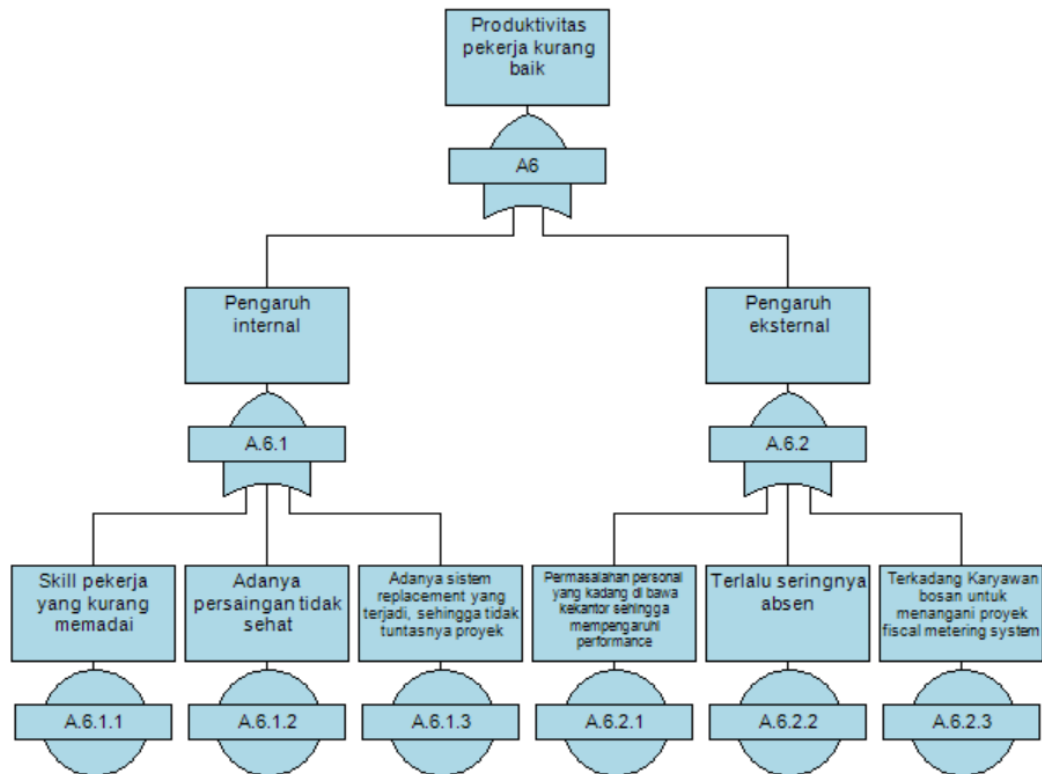 Produktivitas
pekerja kurang
baik
A6
Pengaruh
internal
Pengaruh
eksternal
A.6.1
A.6.2
Skill pekerja
yang kurang
memadai
Adanya
persaingan tidak
sehat
Adanya sistem
replacement yang
terjadi, sehingga tidak
tuntasnya proyek
Permasalahan personal
yang kadang di bawa
kekantor sehingga
mempengaruhi
performance
Terlalu seringnya
absen
Terkadang Karyawan
bosan untuk
menangani proyek
fiscal metering system
A.6.1.1
A.6.1.2
A.6.1.3
A.6.2.1
A.6.2.2
A.6.2.3